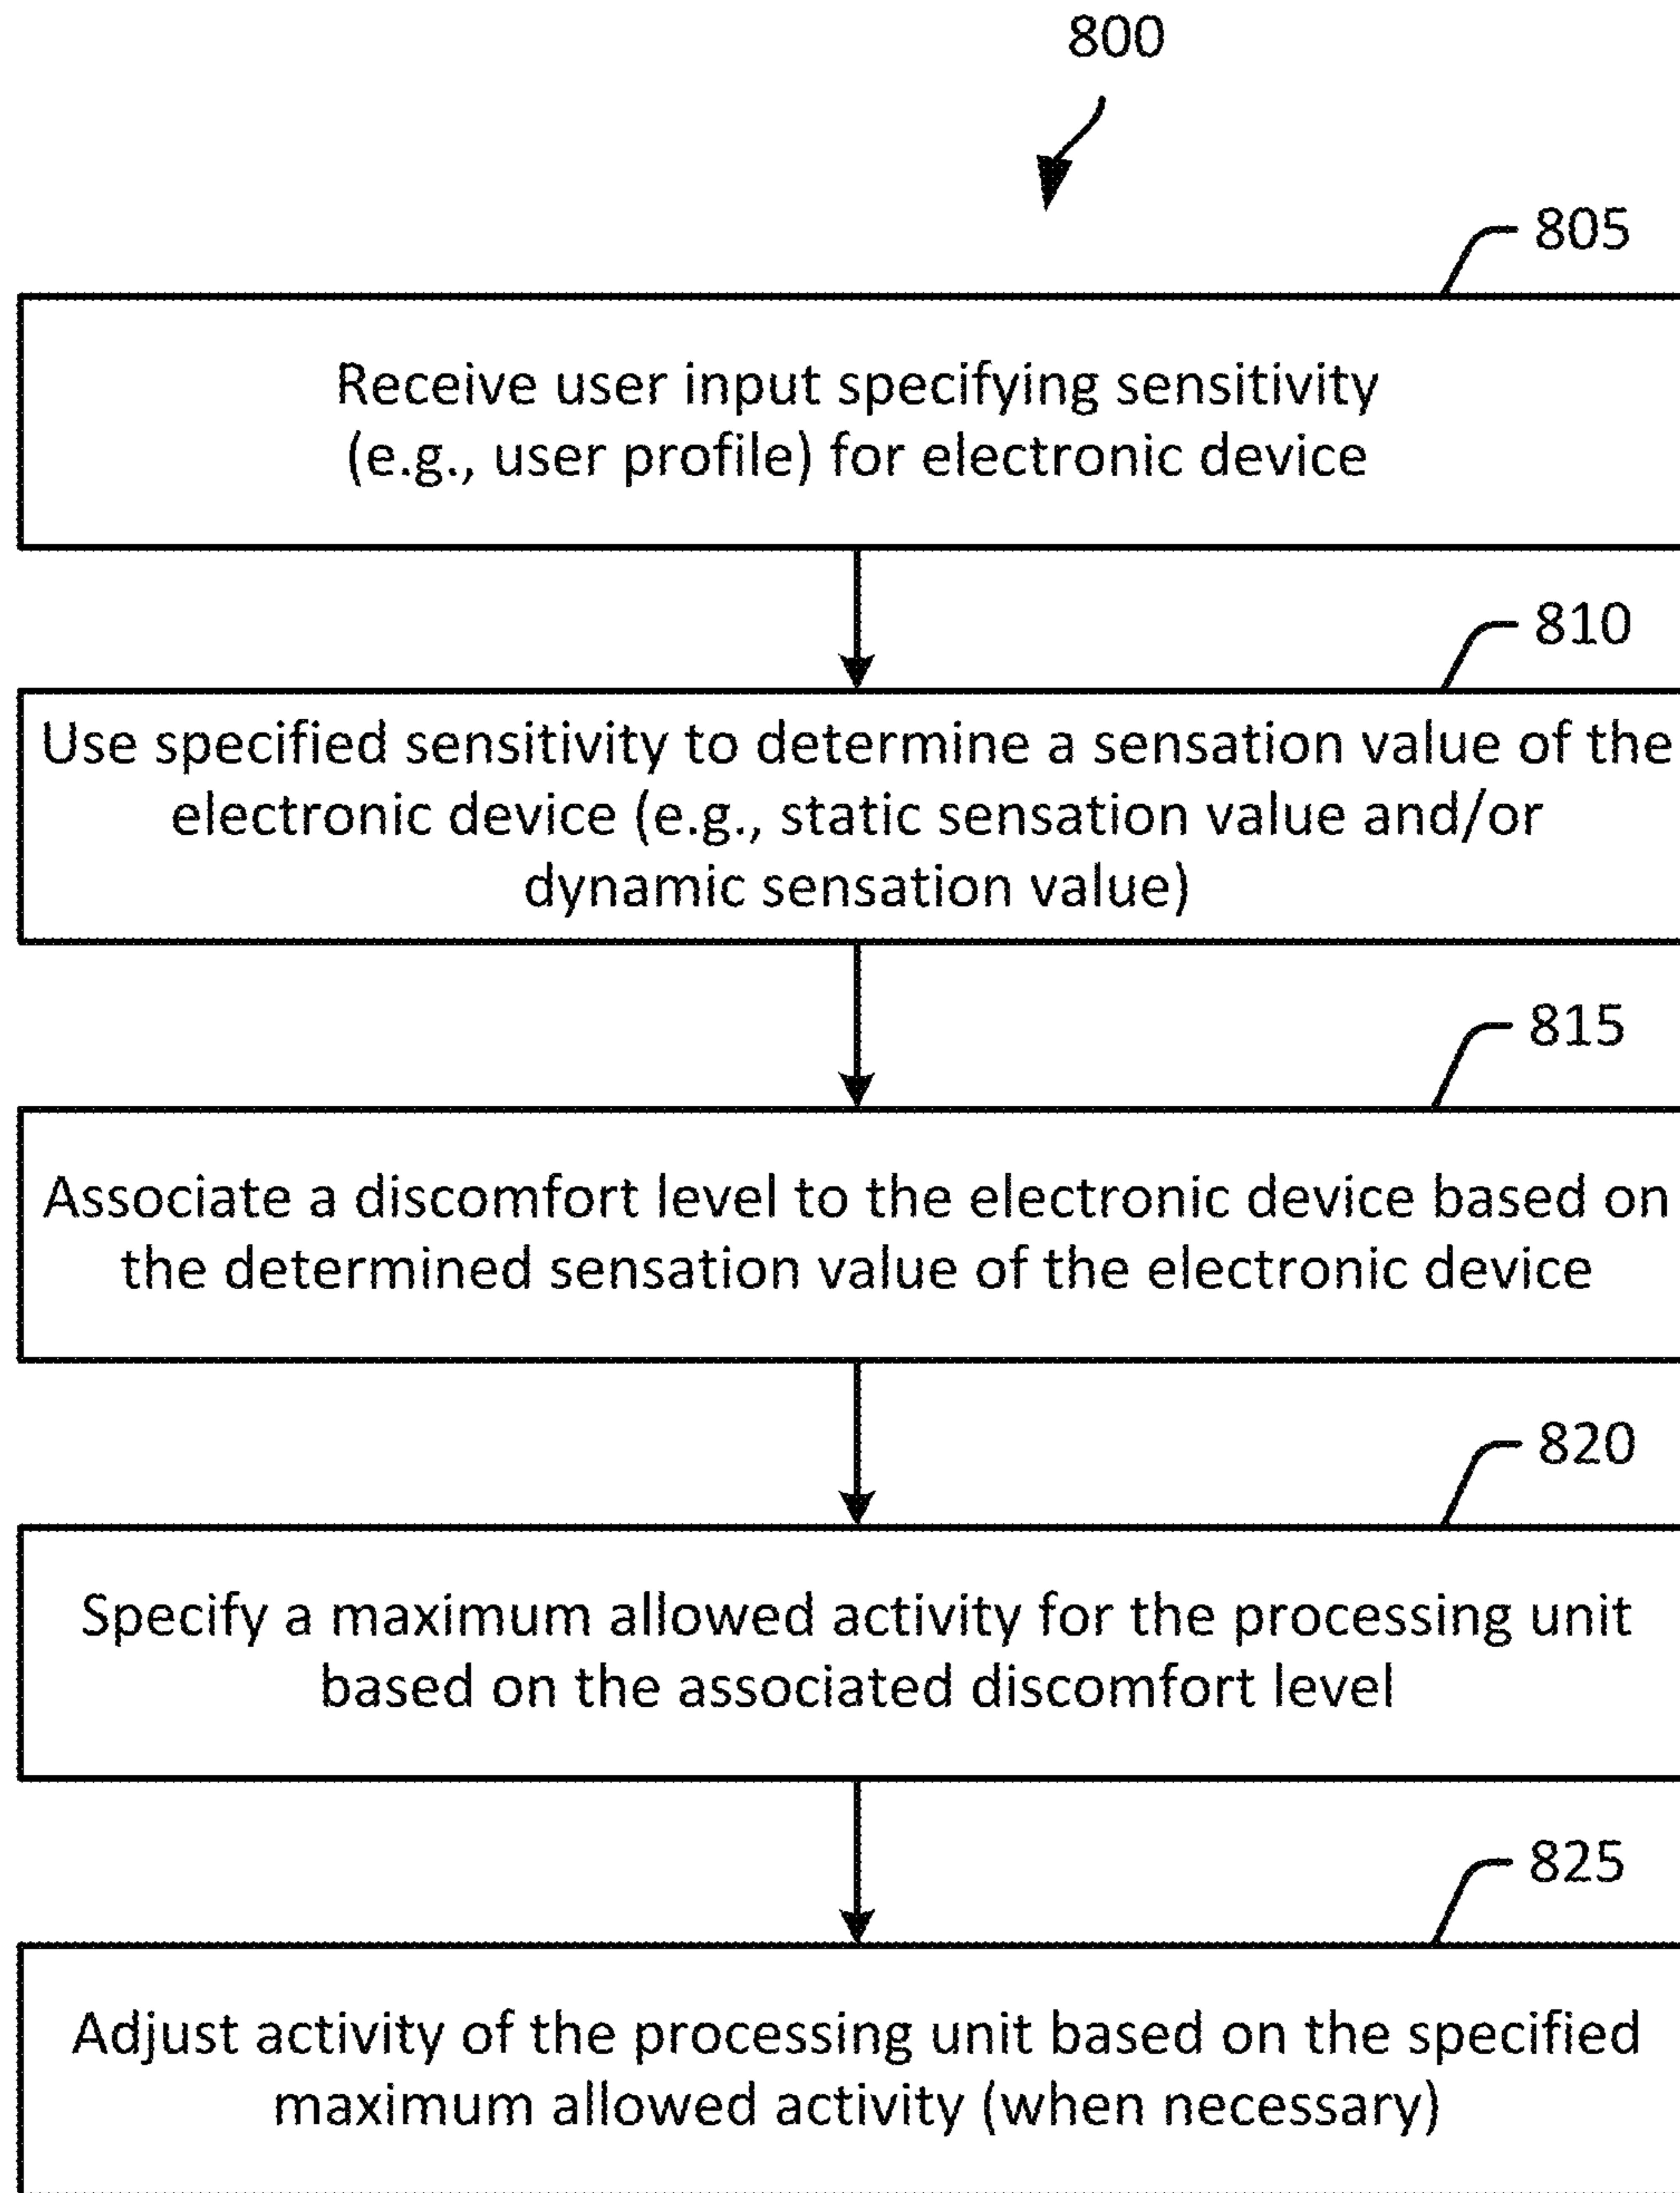 800
805
Receive user input specifying sensitivity
(e.g., user profile) for electronic device
810
Use specified sensitivity to determine a sensation value of the
electronic device (e.g., static sensation value and/or
dynamic sensation value)
815
Associate a discomfort level to the electronic device based on
the determined sensation value of the electronic device
820
Specify a maximum allowed activity for the processing unit
based on the associated discomfort level
825
Adjust activity of the processing unit based on the specified
maximum allowed activity (when necessary)